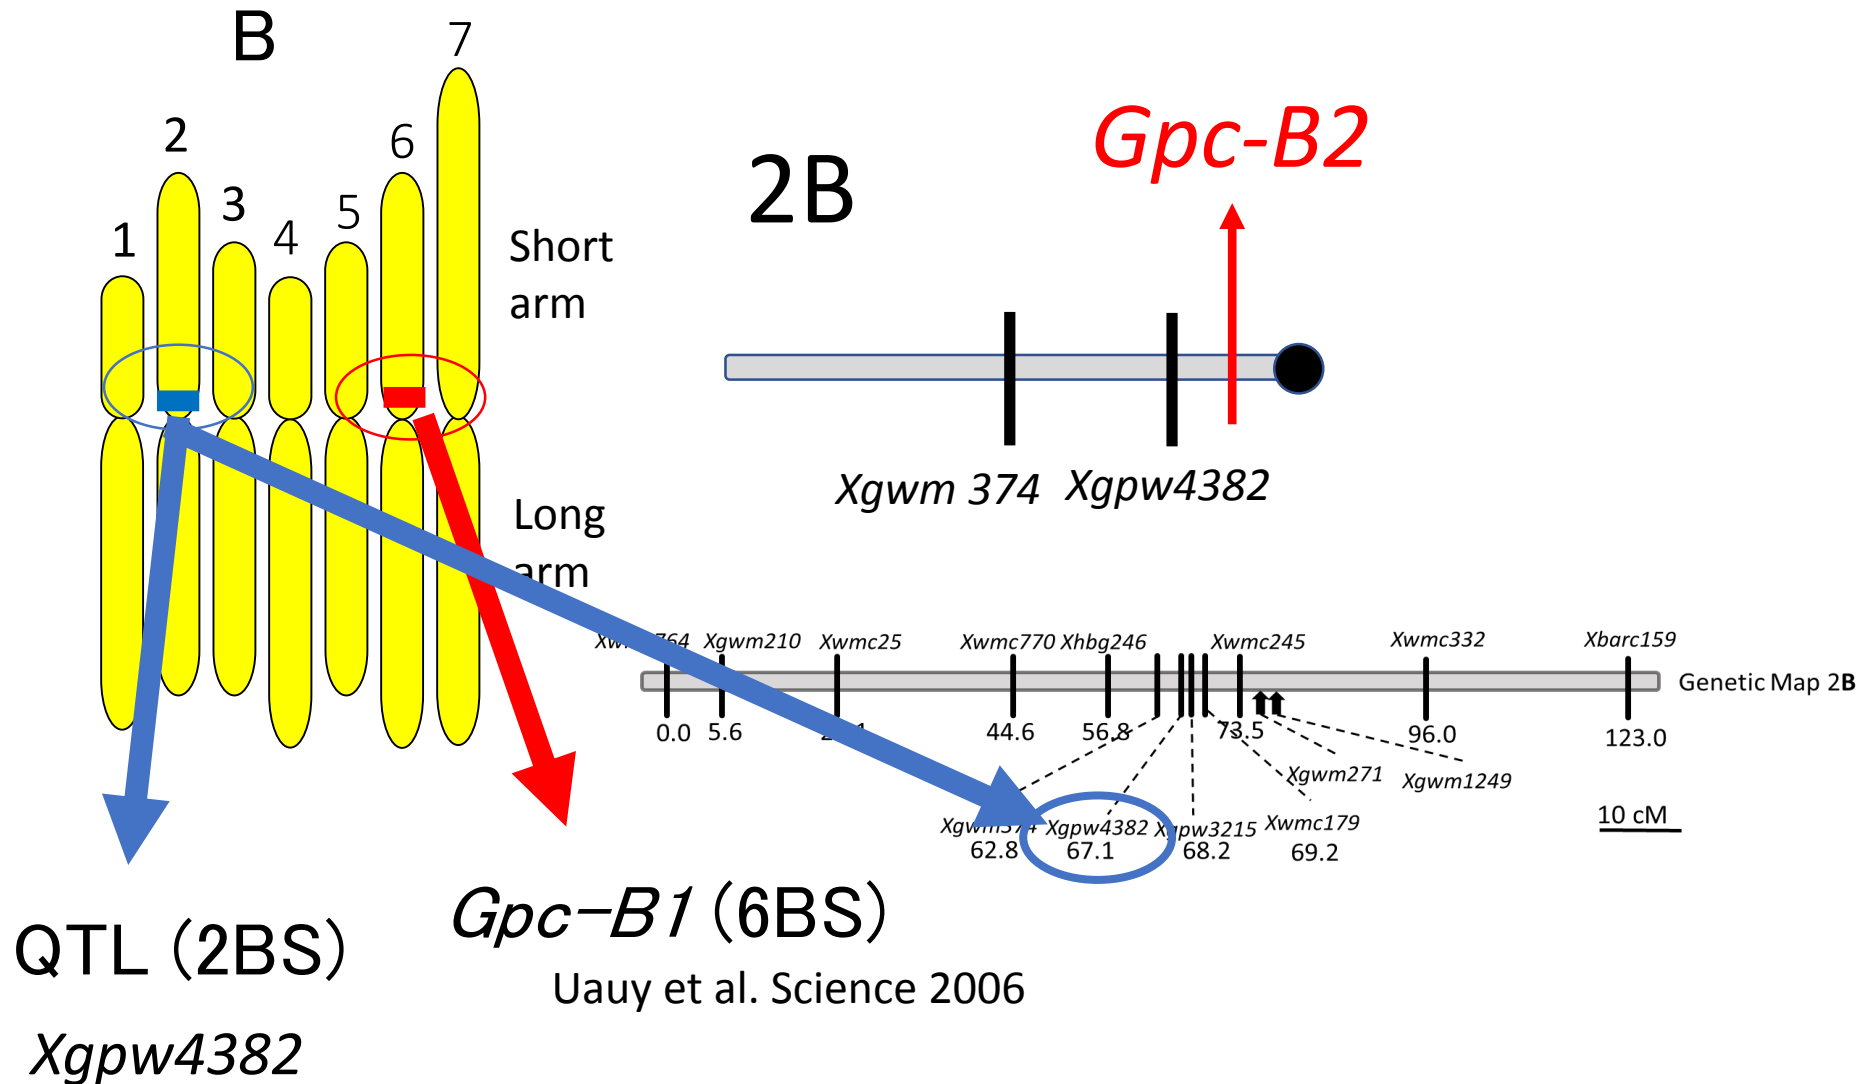 B
7
2
6
3
5
1
4
Short
arm
Long
arm
2B
Gpc-B2
Xgwm 374
Xgpw4382
Xgwm210
Xwmc25
Xwmc770
Xhbg246
Xwmc245
Xwmc332
Xbarc159
Genetic Map 2B
0.0
5.6
44.6
56.8
73.5
96.0
123.0
Xgwm271
Xgwm1249
10 cM
Xgwm374
62.8
Xgpw4382
67.1
Xgpw3215
68.2
Xwmc179
69.2
QTL (2BS)
Xgpw4382
Gpc-B1 (6BS)
Uauy et al. Science 2006